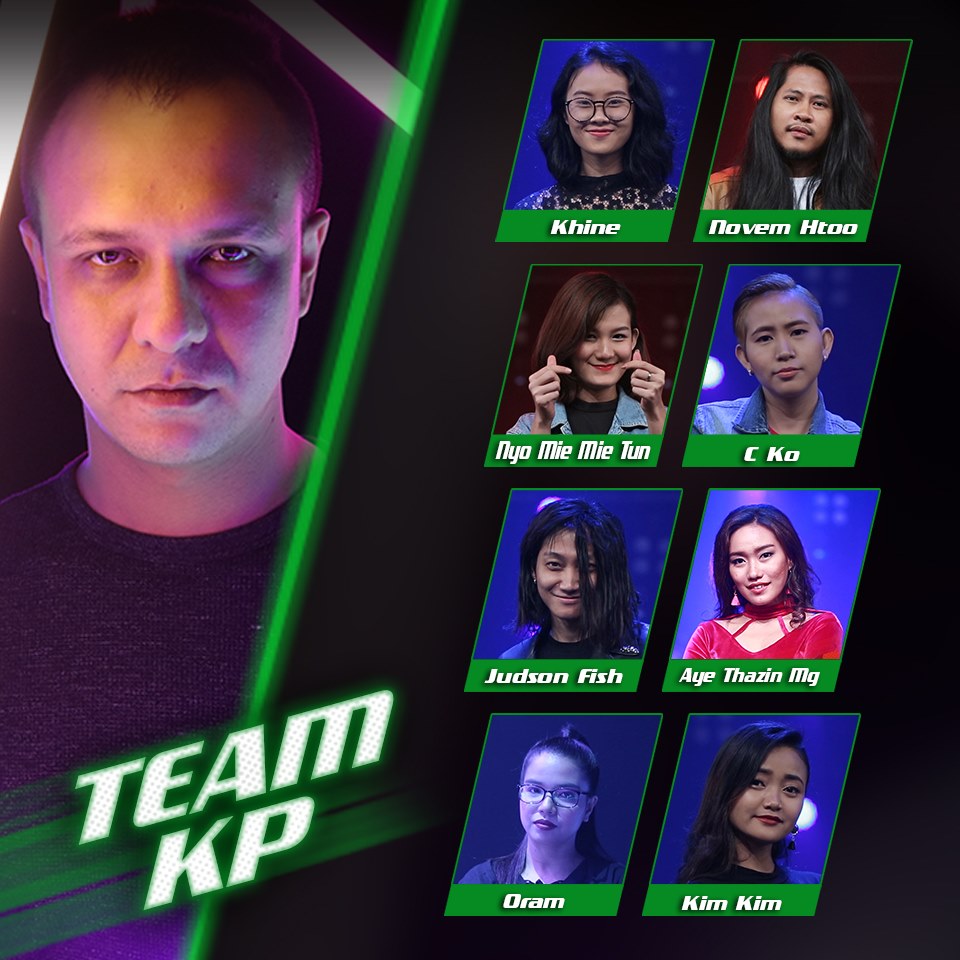 Khine
Novem Htoo
Nyo Mie Mie Tun
C Ko
Judson Fish
Aye Thazin Mg
Oram
Kim Kim
TEAM
KP